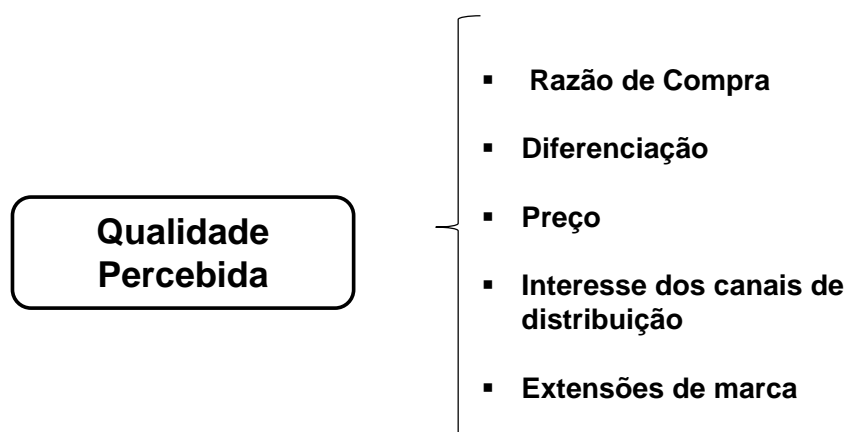 Qualidade
Percebida
▪ Razão de Compra
▪ Diferenciação
▪ Preço
▪ Interesse dos canais de
distribuição
▪ Extensões de marca